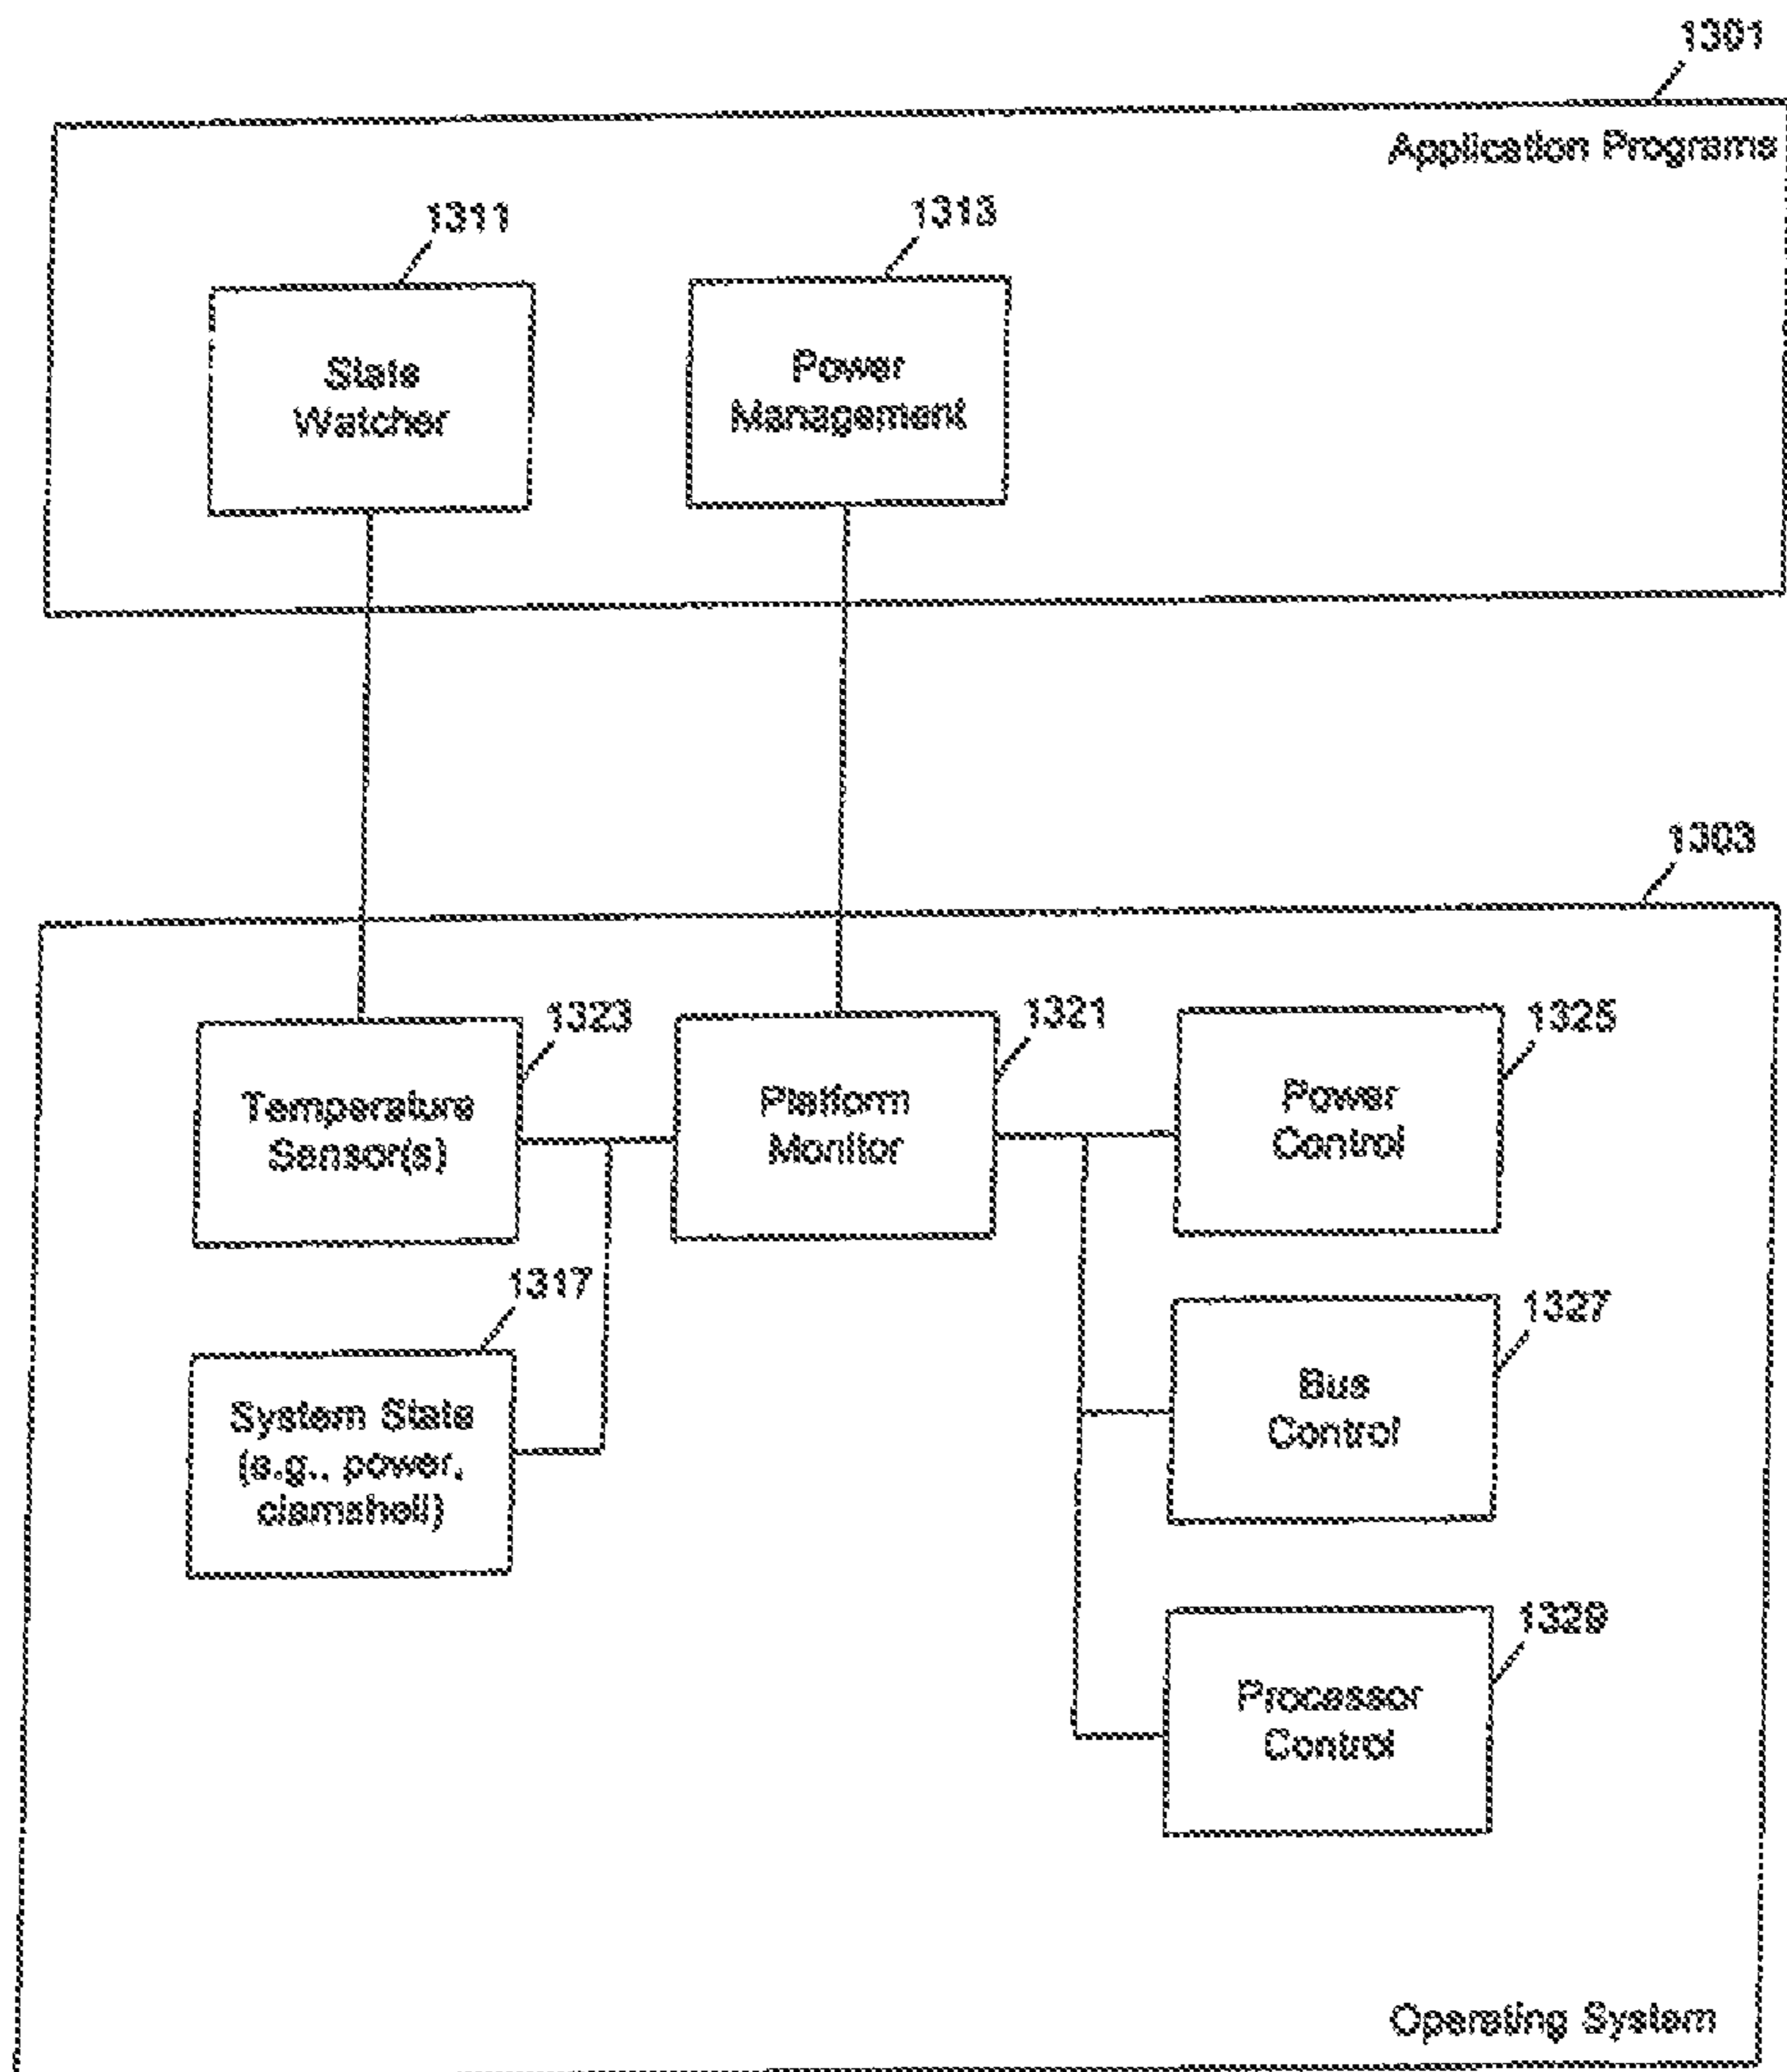 1301
Application Programs
1311
1313
State
Watcher
Power
Management
1303
1323
1321
1325
Temperature
Sensor(s)
Platform
Monitor
Power
Control
1317
1327
System State
(e.g., power,
clamshell)
Bus
Control
1329
Processor
Control
Operating System